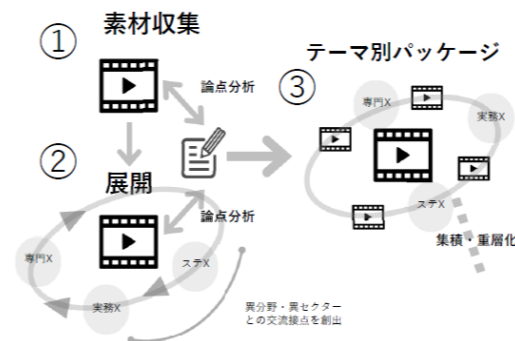 ① 素材収集
論点分析
② 展開
論点分析
専門X
ステX
実務X
異分野・異セクター
との交流接点を創出
テーマ別パッケージ
③
専門X
実務X
ステX
集積・重層化